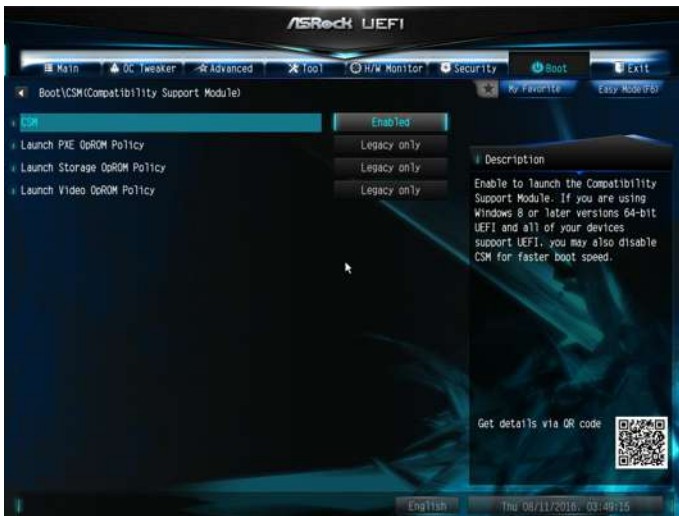 ASRock UEFI
Main OC Tweaker Advanced Tool H/W Monitor Security Boot Exit
Boot\CSM(Compatibility Support Module)
My Favorite Easy Mode(F6)
CSM Enabled
Launch PXE OpROM Policy Legacy only
Launch Storage OpROM Policy Legacy only
Launch Video OpROM Policy Legacy only
Description
Enable to launch the Compatibility
Support Module. If you are using
Windows 8 or later versions 64-bit
UEFI and all of your devices
support UEFI, you may also disable
CSM for faster boot speed.
Get details via QR code
English
Thu 08/11/2016, 03:49:15